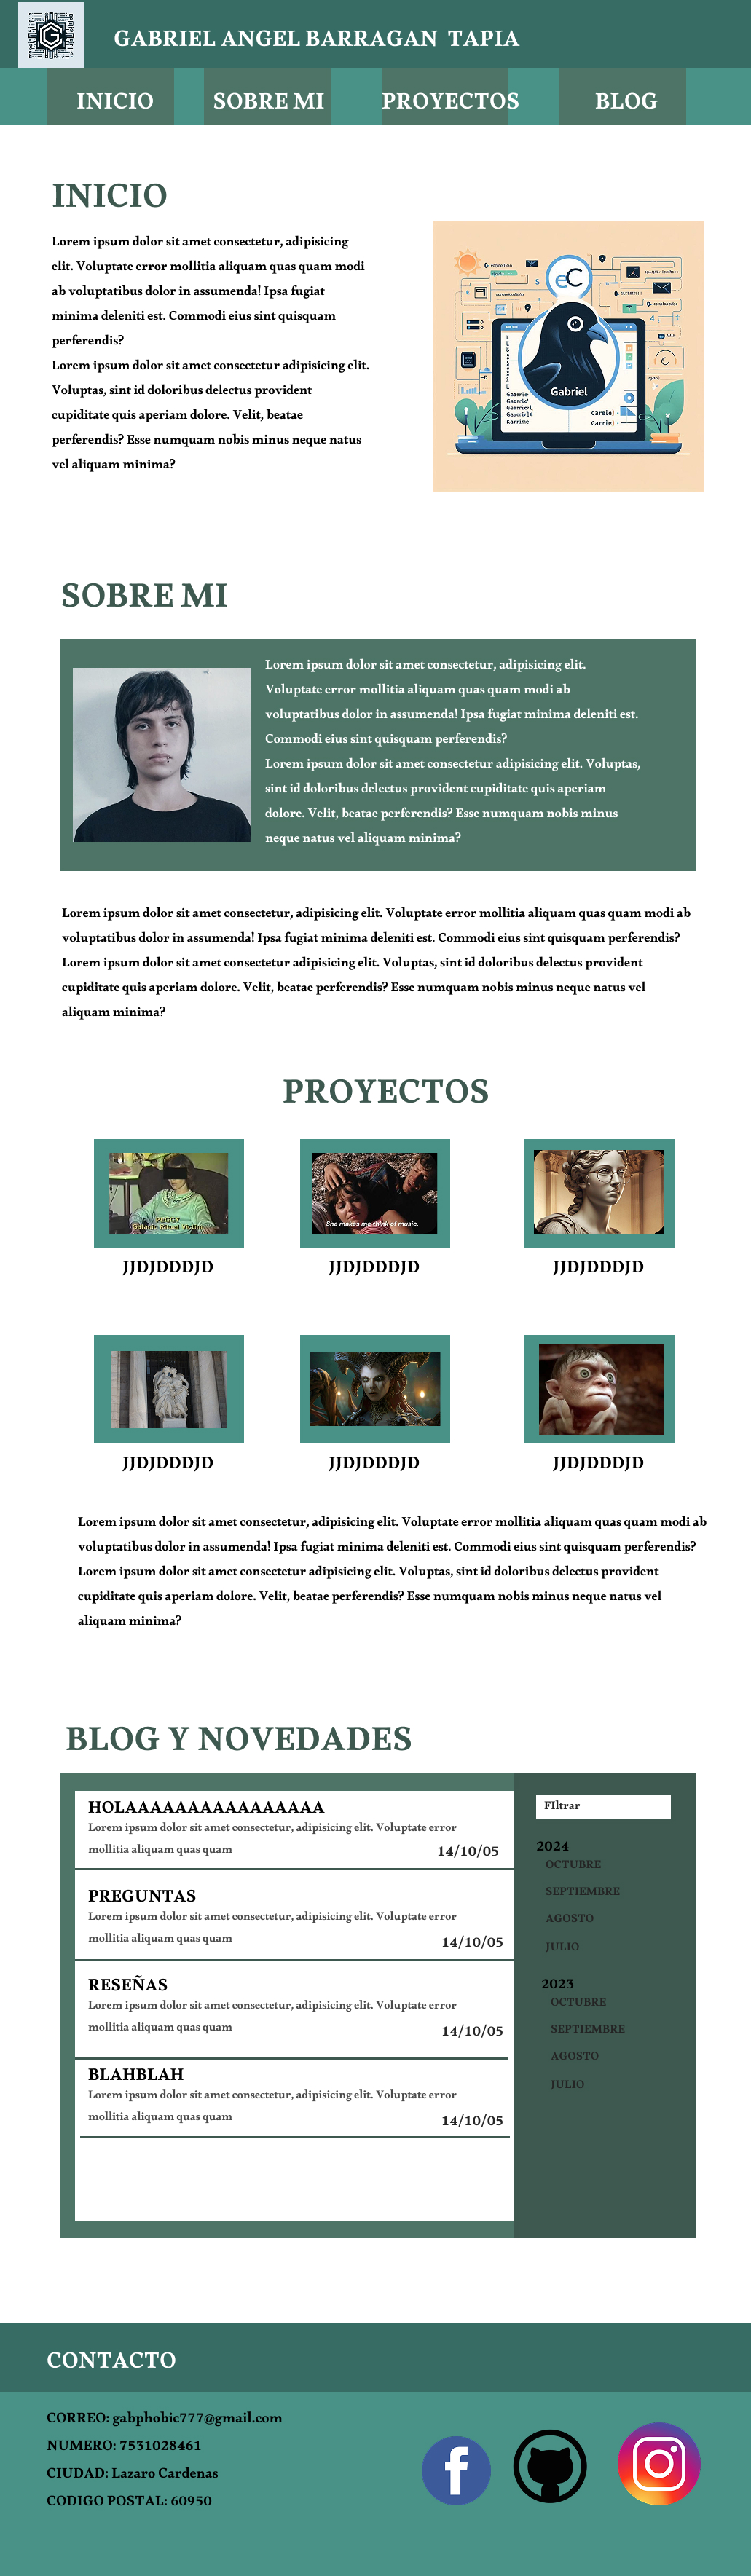 GABRIEL ANGEL BARRAGAN TAPIA
INICIO
SOBRE MI
PROYECTOS
BLOG
INICIO
Lorem ipsum dolor sit amet consectetur, adipisicing
elit. Voluptate error mollitia aliquam quas quam modi
ab voluptatibus dolor in assumenda! Ipsa fugiat
minima deleniti est. Commodi eius sint quisquam
perferendis?
Lorem ipsum dolor sit amet consectetur adipisicing elit.
Voluptas, sint id doloribus delectus provident
cupiditate quis aperiam dolore. Velit, beatae
perferendis? Esse numquam nobis minus neque natus
vel aliquam minima?
eC
Gabriel
Karrine
SOBRE MI
Lorem ipsum dolor sit amet consectetur, adipisicing elit.
Voluptate error mollitia aliquam quas quam modi ab
voluptatibus dolor in assumenda! Ipsa fugiat minima deleniti est.
Commodi eius sint quisquam perferendis?
Lorem ipsum dolor sit amet consectetur adipisicing elit. Voluptas,
sint id doloribus delectus provident cupiditate quis aperiam
dolore. Velit, beatae perferendis? Esse numquam nobis minus
neque natus vel aliquam minima?
Lorem ipsum dolor sit amet consectetur, adipisicing elit. Voluptate error mollitia aliquam quas quam modi ab
voluptatibus dolor in assumenda! Ipsa fugiat minima deleniti est. Commodi eius sint quisquam perferendis?
Lorem ipsum dolor sit amet consectetur adipisicing elit. Voluptas, sint id doloribus delectus provident
cupiditate quis aperiam dolore. Velit, beatae perferendis? Esse numquam nobis minus neque natus vel
aliquam minima?
PROYECTOS
PEGGY
Satanic Ritual Victim
She makes me think of music.
JJDJDDDJD
JJDJDDDJD
JJDJDDDJD
JJDJDDDJD
JJDJDDDJD
JJDJDDDJD
Lorem ipsum dolor sit amet consectetur, adipisicing elit. Voluptate error mollitia aliquam quas quam modi ab
voluptatibus dolor in assumenda! Ipsa fugiat minima deleniti est. Commodi eius sint quisquam perferendis?
Lorem ipsum dolor sit amet consectetur adipisicing elit. Voluptas, sint id doloribus delectus provident
cupiditate quis aperiam dolore. Velit, beatae perferendis? Esse numquam nobis minus neque natus vel
aliquam minima?
BLOG Y NOVEDADES
HOLAAAAAAAAAAAAAAAA
Lorem ipsum dolor sit amet consectetur, adipisicing elit. Voluptate error
mollitia aliquam quas quam
14/10/05
PREGUNTAS
Lorem ipsum dolor sit amet consectetur, adipisicing elit. Voluptate error
mollitia aliquam quas quam
14/10/05
RESEÑAS
Lorem ipsum dolor sit amet consectetur, adipisicing elit. Voluptate error
mollitia aliquam quas quam
14/10/05
BLAHBLAH
Lorem ipsum dolor sit amet consectetur, adipisicing elit. Voluptate error
mollitia aliquam quas quam
14/10/05
FIltrar
2024
OCTUBRE
SEPTIEMBRE
AGOSTO
JULIO
2023
OCTUBRE
SEPTIEMBRE
AGOSTO
JULIO
CONTACTO
CORREO: gabphobic777@gmail.com
NUMERO: 7531028461
CIUDAD: Lazaro Cardenas
CODIGO POSTAL: 60950